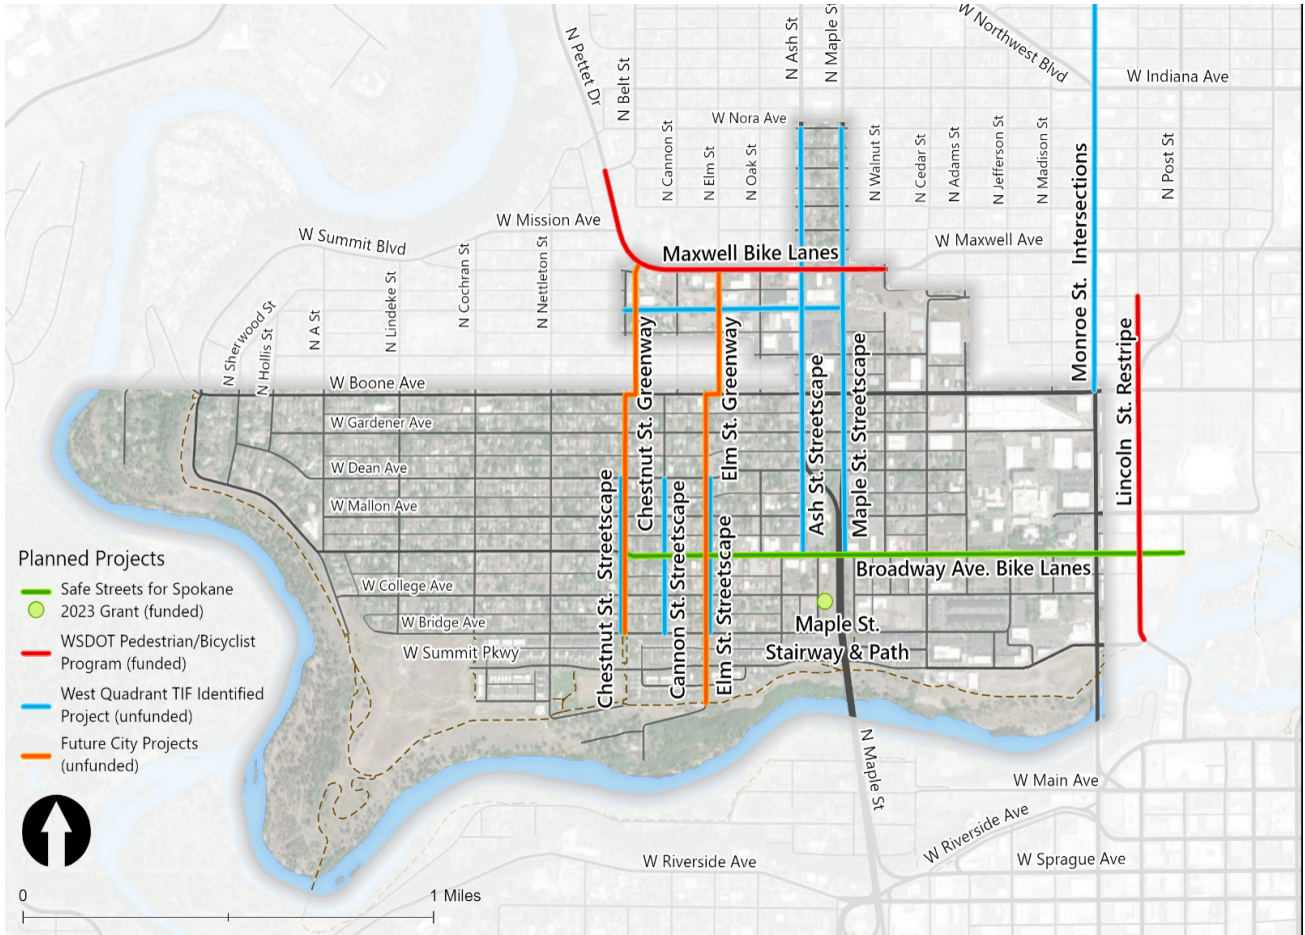 N Pettet Dr
N Belt St
N Ash St
N Maple St
W Northwest Blvd
W Indiana Ave
W Nora Ave
N Cannon St
N Elm St
N Oak St
N Walnut St
N Cedar St
N Adams St
N Jefferson St
N Madison St
Monroe St. Intersections
N Post St
W Mission Ave
W Summit Blvd
Maxwell Bike Lanes
W Maxwell Ave
N Sherwood St
N Hollis St
N A St
N Lindeke St
N Cochran St
N Nettleton St
Chestnut St. Greenway
Elm St. Greenway
Ash St. Streetscape
Maple St. Streetscape
Lincoln St. Restripe
W Boone Ave
W Gardener Ave
W Dean Ave
W Mallon Ave
Chestnut St. Streetscape
Cannon St. Streetscape
Elm St. Streetscape
Broadway Ave. Bike Lanes
W College Ave
W Bridge Ave
W Summit Pkwy
Maple St.
Stairway & Path
Planned Projects
Safe Streets for Spokane
2023 Grant (funded)
WSDOT Pedestrian/Bicyclist
Program (funded)
West Quadrant TIF Identified
Project (unfunded)
Future City Projects
(unfunded)
N Maple St
W Main Ave
W Riverside Ave
W Riverside Ave
W Sprague Ave
0
1 Miles